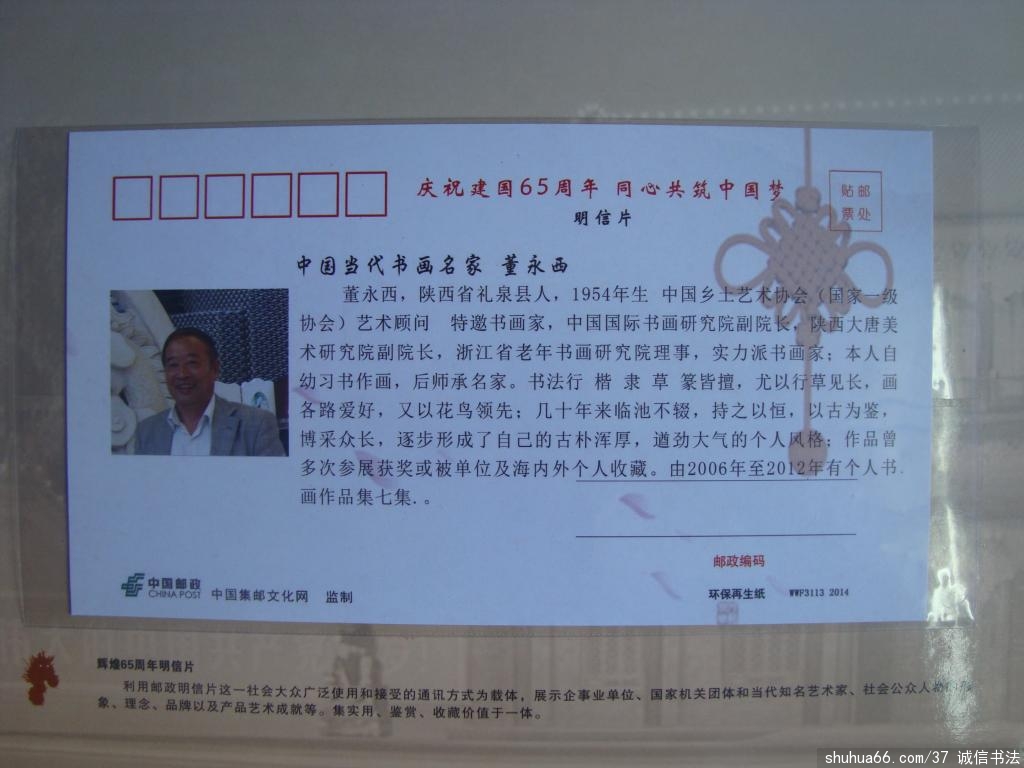 庆祝建国65周年 同心共筑中国梦
明信片
贴邮
票处
中国当代书画名家 董永西
董永西，陕西省礼泉县人，1954年生 中国乡土艺术协会（国家一级
协会）艺术顾问 特邀书画家，中国国际书画研究院副院长，陕西大唐美
术研究院副院长，浙江省老年书画研究院理事，实力派书画家；本人自
幼习书作画，后师承名家。书法行 楷 隶 草 篆皆擅，尤以行草见长，画
各路爱好，又以花鸟领先；几十年来临池不辍，持之以恒，以古为鉴，
博采众长，逐步形成了自己的古朴浑厚，遒劲大气的个人风格；作品曾
多次参展获奖或被单位及海内外个人收藏。由2006年至2012年有个人书.
画作品集七集.。
邮政编码
中国邮政
CHINA POST
中国集邮文化网 监制
环保再生纸 WWF3113 2014
辉煌65周年明信片
利用邮政明信片这一社会大众广泛使用和接受的通讯方式为载体，展示企事业单位、国家机关团体和当代知名艺术家、社会公众人物的形
象、理念、品牌以及产品艺术成就等。集实用、鉴赏、收藏价值于一体。
shuhua66.com/37 诚信书法